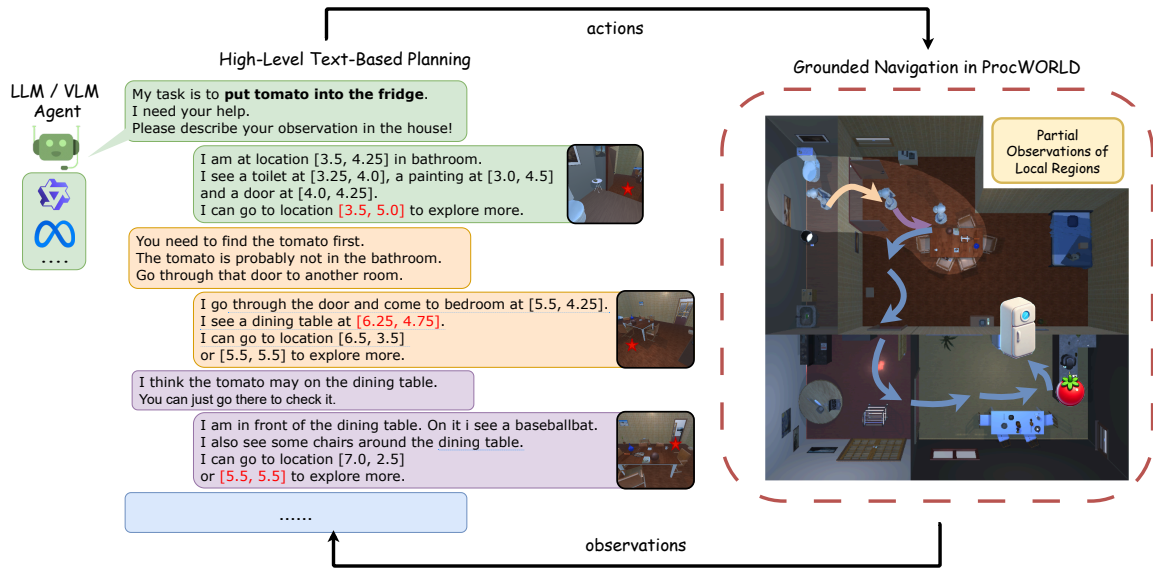 actions
High-Level Text-Based Planning
Grounded Navigation in ProcWORLD
LLM / VLM
Agent
My task is to put tomato into the fridge.
I need your help.
Please describe your observation in the house!
I am at location [3.5, 4.25] in bathroom.
I see a toilet at [3.25, 4.0], a painting at [3.0, 4.5]
and a door at [4.0, 4.25].
I can go to location [3.5, 5.0] to explore more.
You need to find the tomato first.
The tomato is probably not in the bathroom.
Go through that door to another room.
I go through the door and come to bedroom at [5.5, 4.25].
I see a dining table at [6.25, 4.75].
I can go to location [6.5, 3.5]
or [5.5, 5.5] to explore more.
I think the tomato may on the dining table.
You can just go there to check it.
I am in front of the dining table. On it i see a baseballbat.
I also see some chairs around the dining table.
I can go to location [7.0, 2.5]
or [5.5, 5.5] to explore more.
......
....
Partial
Observations of
Local Regions
observations